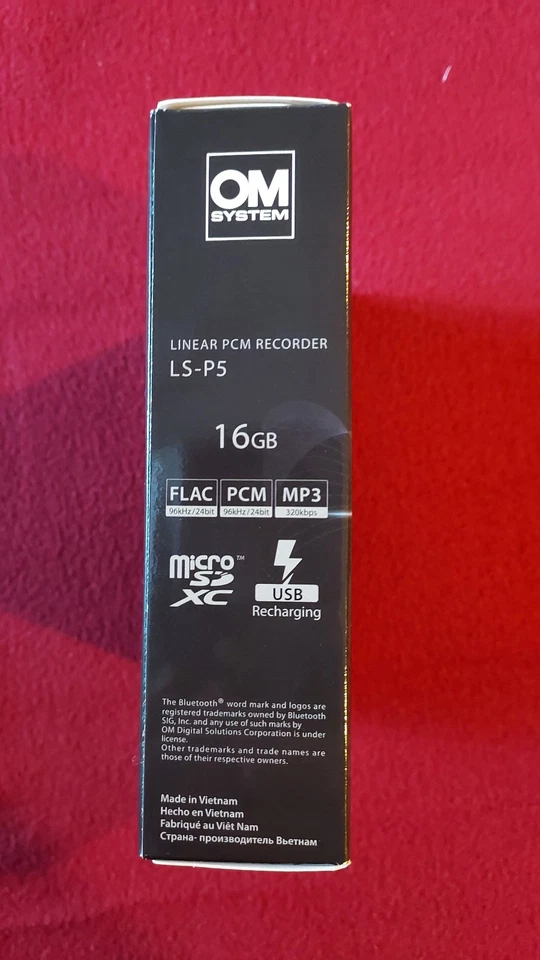 OM
SYSTEM
LINEAR PCM RECORDER
LS-P5
16GB
FLAC PCM MP3
96kHz/24bit 96kHz/24bit 320kbps
micro™
SD
XC
USB
Recharging
The Bluetooth® word mark and logos are
registered trademarks owned by Bluetooth
SIG, Inc. and any use of such marks by
OM Digital Solutions Corporation is under
license.
Other trademarks and trade names are
those of their respective owners.
Made in Vietnam
Hecho en Vietnam
Fabriqué au Viêt Nam
Страна- производитель Вьетнам